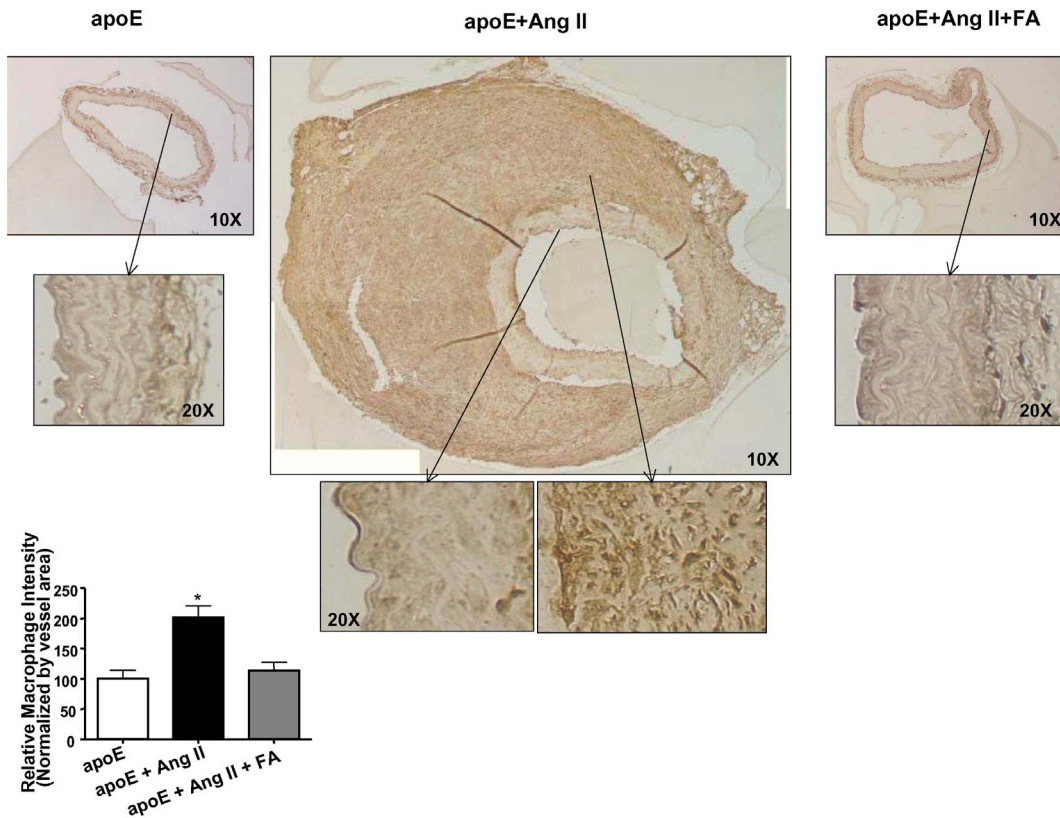 apoE
apoE+Ang II
apoE+Ang II+FA
10X
10X
10X
20X
20X
20X
Relative Macrophage Intensity
(Normalized by vessel area)
250
200
150
100
50
0
*
apoE
apoE + Ang II
apoE + Ang II + FA